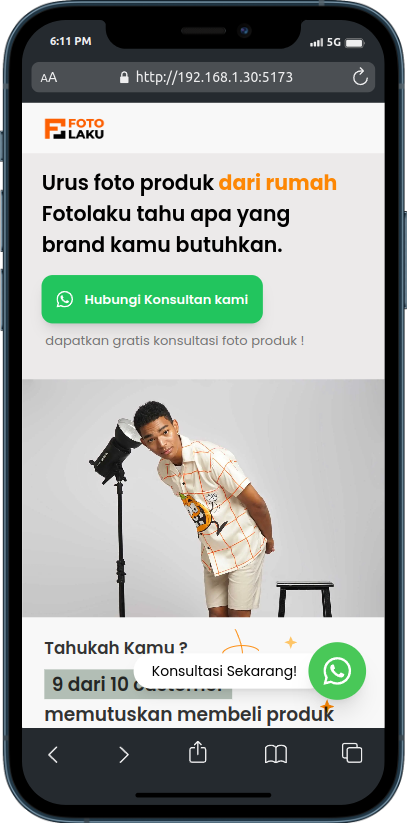 6:11 PM
5G
AA
http://192.168.1.30:5173
FOTO
LAKU
Urus foto produk dari rumah
Fotolaku tahu apa yang
brand kamu butuhkan.
Hubungi Konsultan kami
dapatkan gratis konsultasi foto produk !
Tahukah Kamu ?
Konsultasi Sekarang!
9 dari 10 customer
memutuskan membeli produk